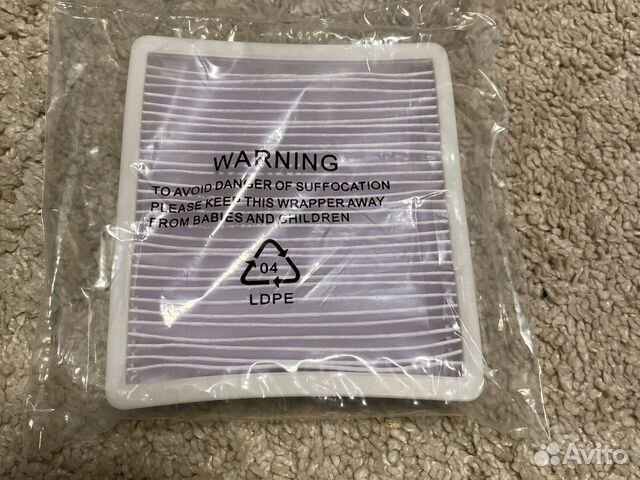 WARNING
TO AVOID DANGER OF SUFFOCATION
PLEASE KEEP THIS WRAPPER AWAY
FROM BABIES AND CHILDREN
04
LDPE
Avito